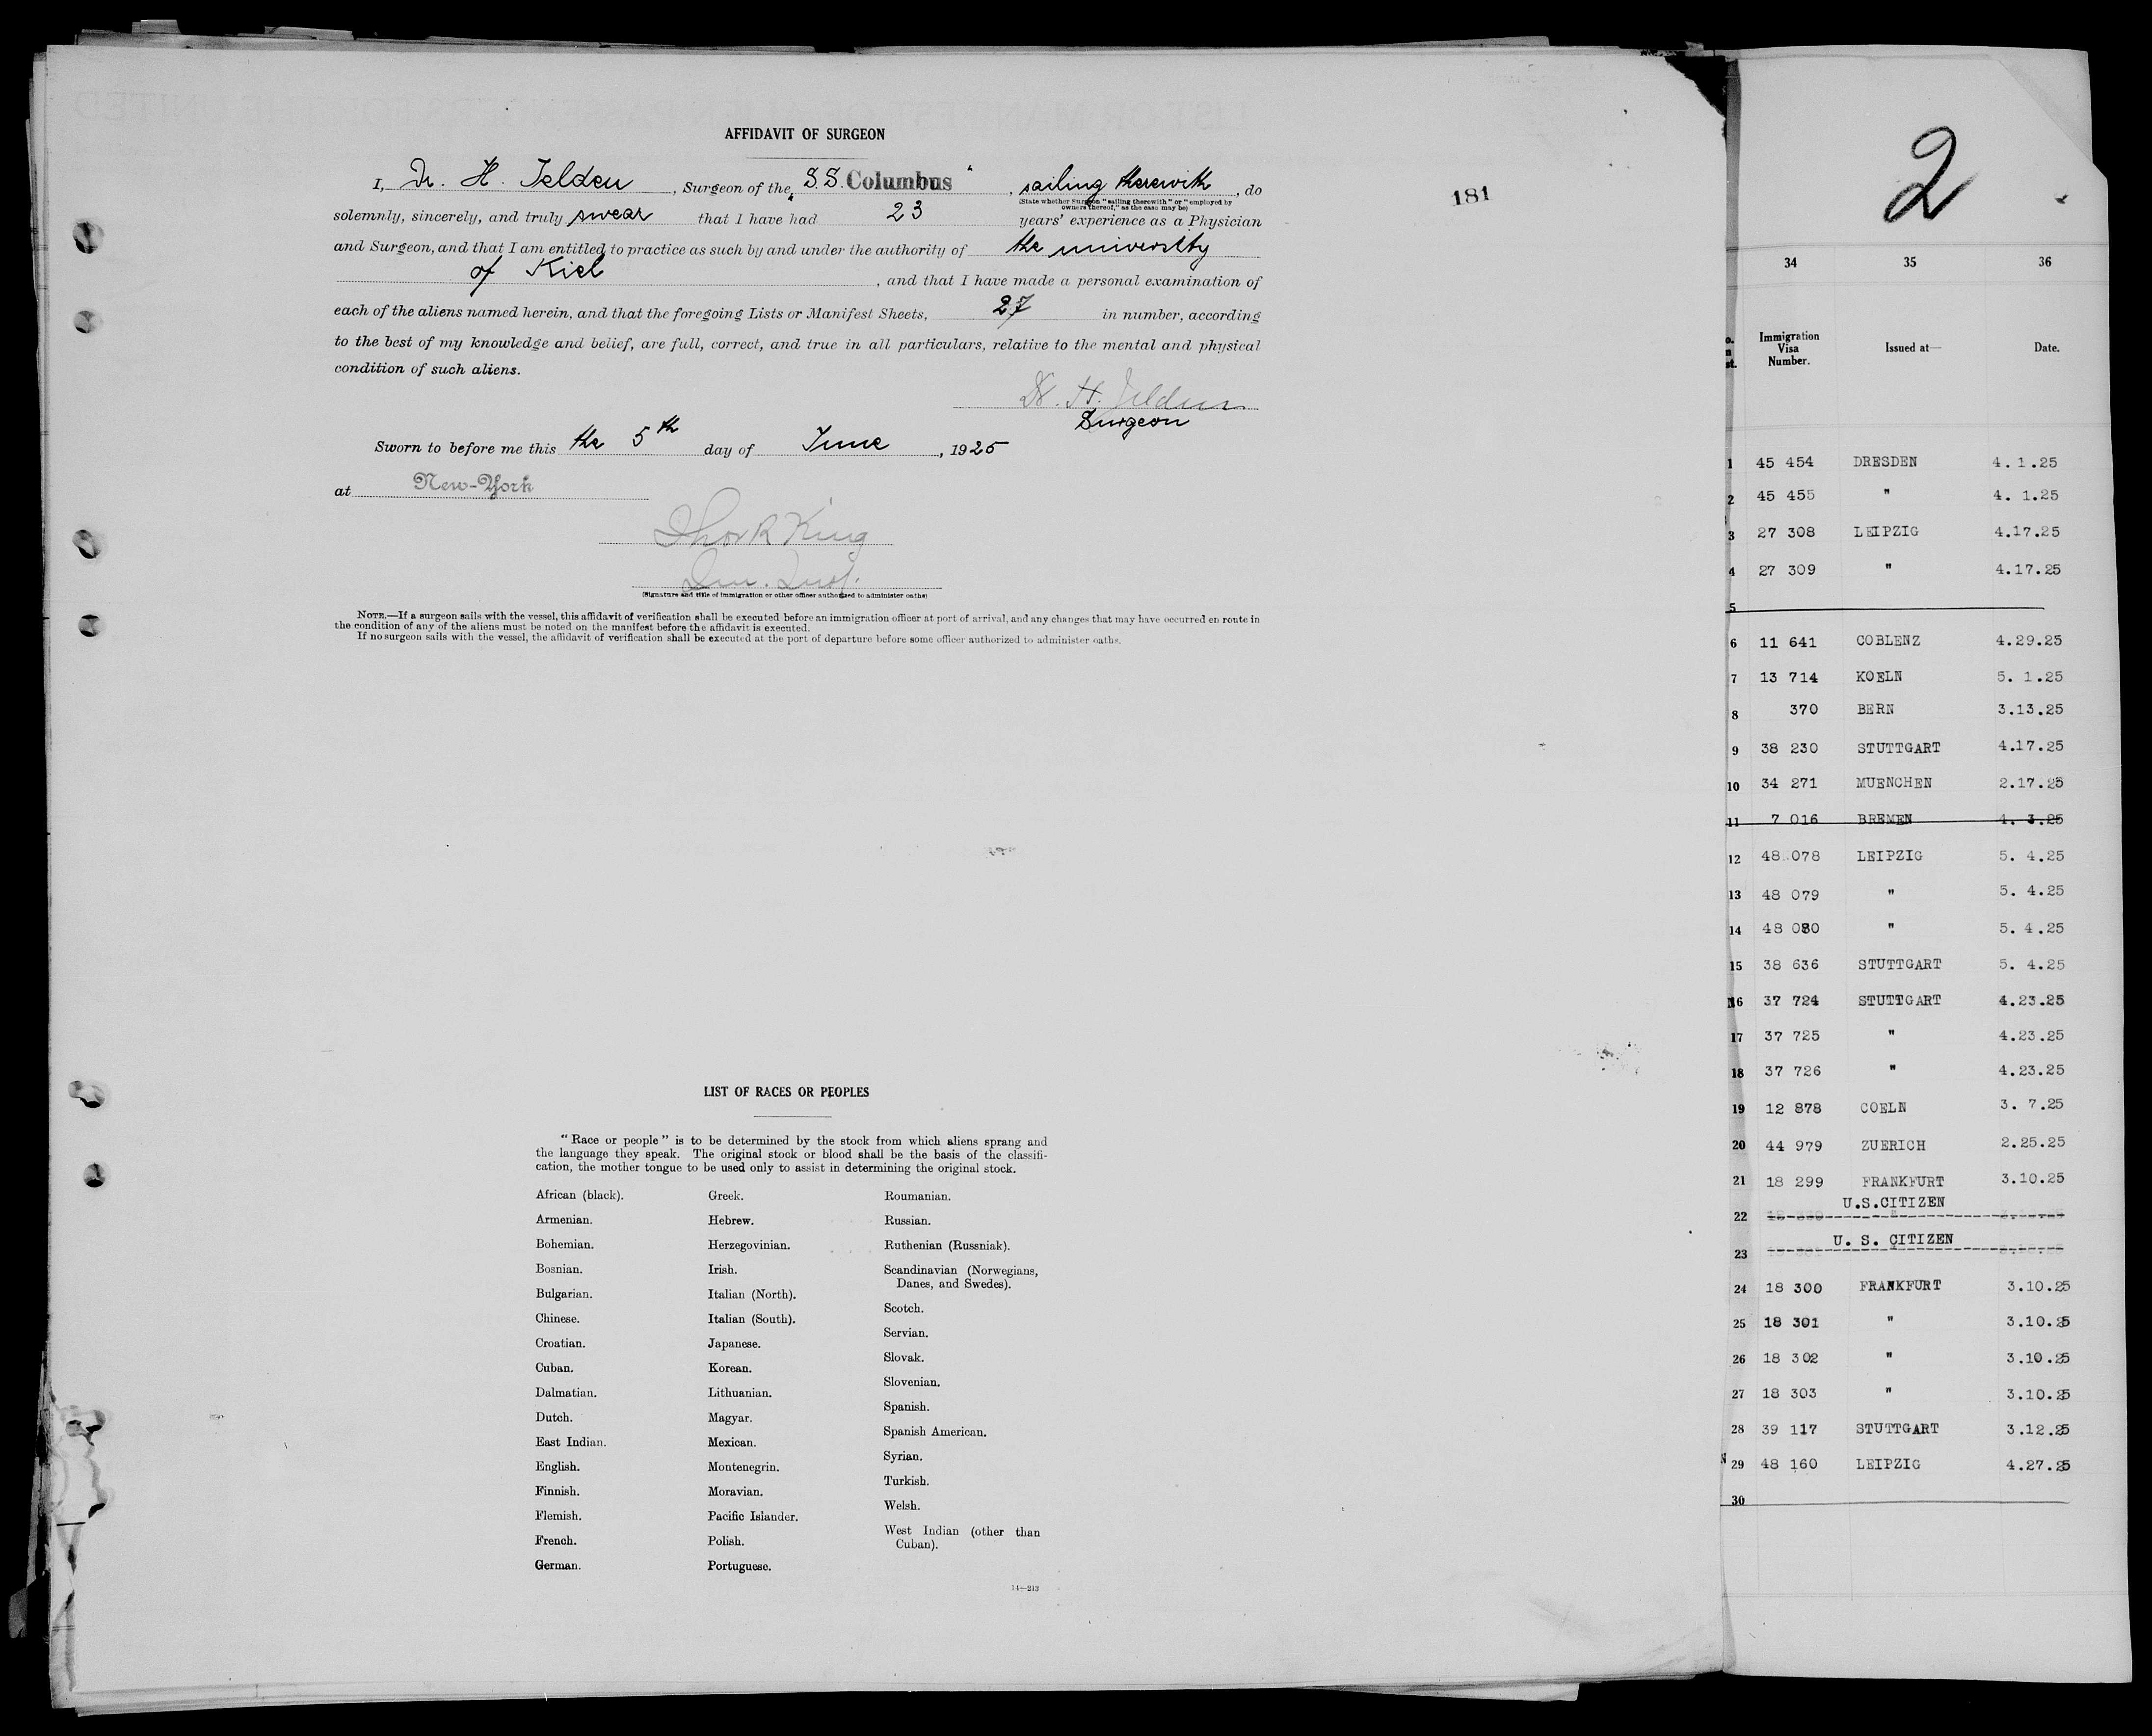 AFFIDAVIT OF SURGEON
I, Dr. H. Jelden, Surgeon of the "S.S. Columbus", sailing therewith, do
(State whether Surgeon "sailing therewith" or "employed by
owners thereof," as the case may be)
solemnly, sincerely, and truly swear that I have had 23 years' experience as a Physician
and Surgeon, and that I am entitled to practice as such by and under the authority of the university
of Kiel, and that I have made a personal examination of
each of the aliens named herein, and that the foregoing Lists or Manifest Sheets, 27 in number, according
to the best of my knowledge and belief, are full, correct, and true in all particulars, relative to the mental and physical
condition of such aliens.
Dr. H. Jelden
Surgeon
Sworn to before me this the 5th day of June, 1925
at New-York
King
(Signature and title of immigration or other officer authorized to administer oaths)
NOTE.—If a surgeon sails with the vessel, this affidavit of verification shall be executed before an immigration officer at port of arrival, and any changes that may have occurred en route in
the condition of any of the aliens must be noted on the manifest before the affidavit is executed.
If no surgeon sails with the vessel, the affidavit of verification shall be executed at the port of departure before some officer authorized to administer oaths.
181
LIST OF RACES OR PEOPLES
"Race or people" is to be determined by the stock from which aliens sprang and
the language they speak. The original stock or blood shall be the basis of the classifi-
cation, the mother tongue to be used only to assist in determining the original stock.
African (black).
Armenian.
Bohemian.
Bosnian.
Bulgarian.
Chinese.
Croatian.
Cuban.
Dalmatian.
Dutch.
East Indian.
English.
Finnish.
Flemish.
French.
German.
Greek.
Hebrew.
Herzegovinian.
Irish.
Italian (North).
Italian (South).
Japanese.
Korean.
Lithuanian.
Magyar.
Mexican.
Montenegrin.
Moravian.
Pacific Islander.
Polish.
Portuguese.
Roumanian.
Russian.
Ruthenian (Russniak).
Scandinavian (Norwegians,
Danes, and Swedes).
Scotch.
Servian.
Slovak.
Slovenian.
Spanish.
Spanish American.
Syrian.
Turkish.
Welsh.
West Indian (other than
Cuban).
14—213
2
34 35 36
Immigration
Visa
Number.
Issued at—
Date.
1 45 454 DRESDEN 4. 1.25
2 45 455 " 4. 1.25
3 27 308 LEIPZIG 4.17.25
4 27 309 " 4.17.25
5
6 11 641 COBLENZ 4.29.25
7 13 714 KOELN 5. 1.25
8 370 BERN 3.13.25
9 38 230 STUTTGART 4.17.25
10 34 271 MUENCHEN 2.17.25
11 7 016 BREMEN 4. 3.25
12 48 078 LEIPZIG 5. 4.25
13 48 079 " 5. 4.25
14 48 080 " 5. 4.25
15 38 636 STUTTGART 5. 4.25
16 37 724 STUTTGART 4.23.25
17 37 725 " 4.23.25
18 37 726 " 4.23.25
19 12 878 COELN 3. 7.25
20 44 979 ZUERICH 2.25.25
21 18 299 FRANKFURT 3.10.25
22 U.S.CITIZEN
23 U. S. CITIZEN
24 18 300 FRANKFURT 3.10.25
25 18 301 " 3.10.25
26 18 302 " 3.10.25
27 18 303 " 3.10.25
28 39 117 STUTTGART 3.12.25
29 48 160 LEIPZIG 4.27.25
30